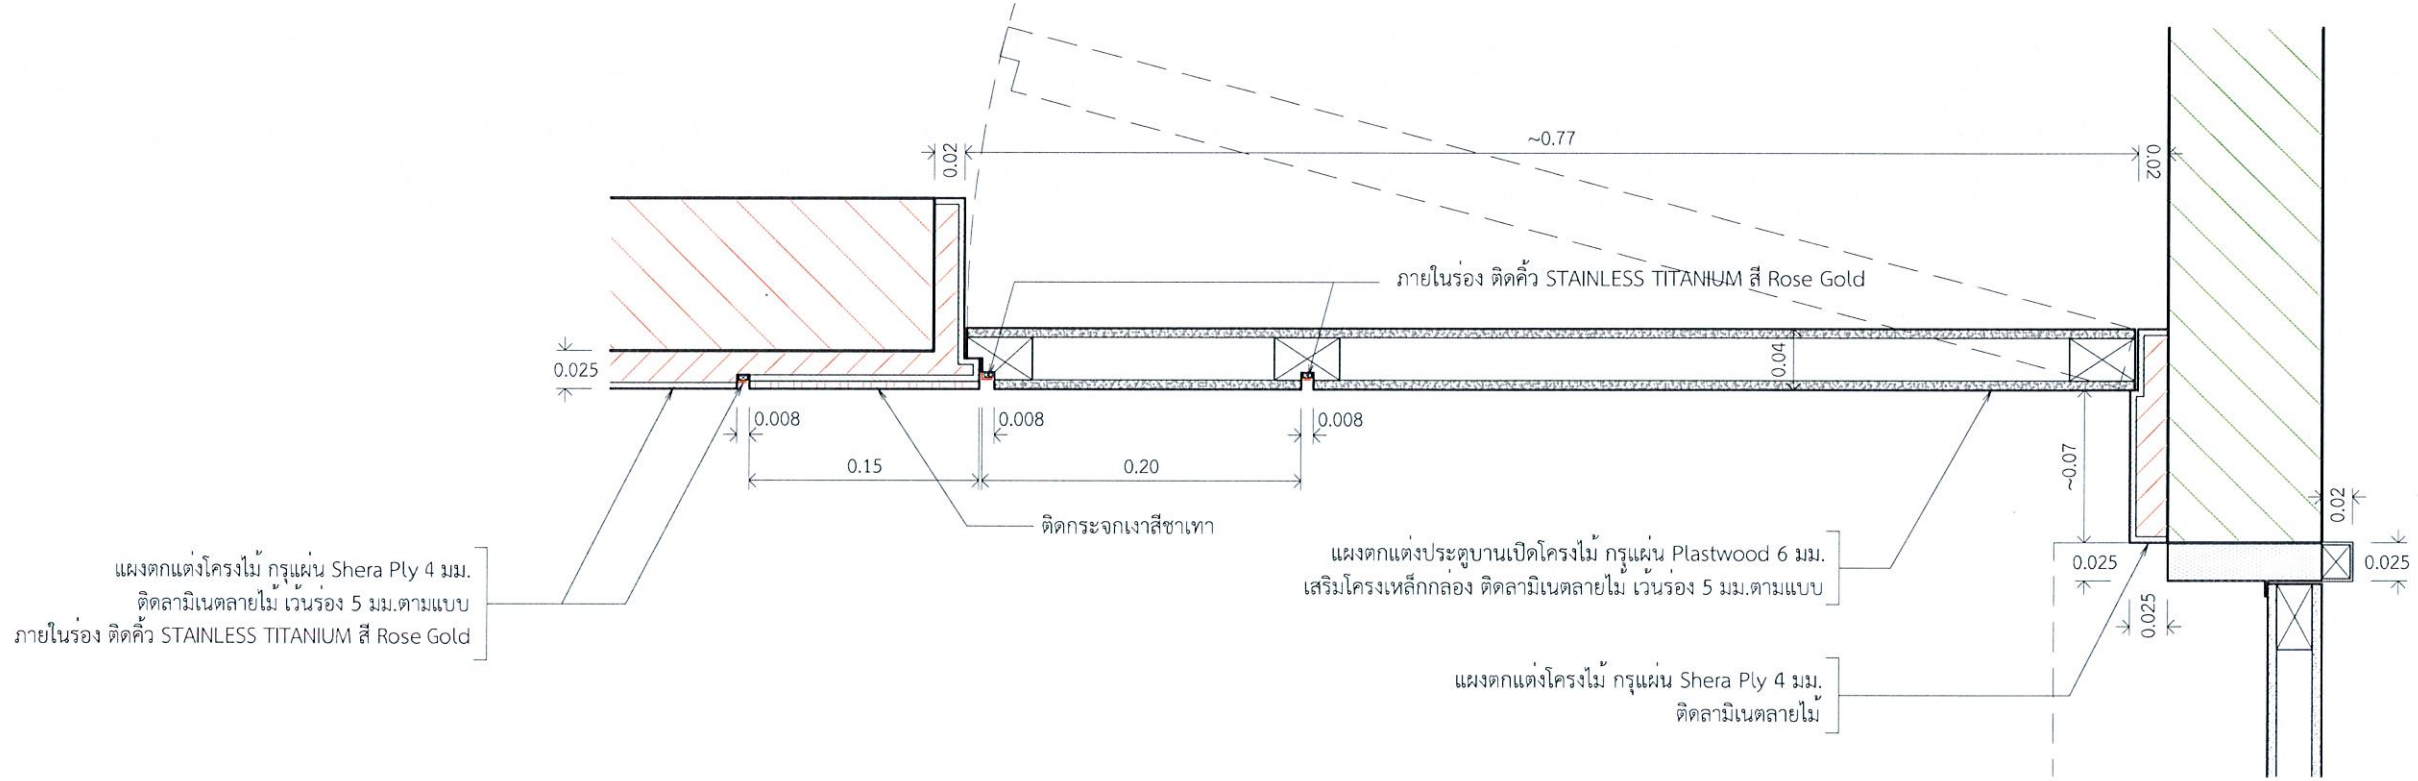 ~0.77
0.02
0.02
ภายในร่อง ติดคิ้ว STAINLESS TITANIUM สี Rose Gold
0.025
0.04
0.008
0.008
0.008
0.15
0.20
~0.07
0.02
ติดกระจกเงาสีชาเทา
แผงตกแต่งโครงไม้ กรุแผ่น Shera Ply 4 มม.
ติดลามิเนตลายไม้ เว้นร่อง 5 มม.ตามแบบ
ภายในร่อง ติดคิ้ว STAINLESS TITANIUM สี Rose Gold
แผงตกแต่งประตูบานเปิดโครงไม้ กรุแผ่น Plastwood 6 มม.
เสริมโครงเหล็กกล่อง ติดลามิเนตลายไม้ เว้นร่อง 5 มม.ตามแบบ
0.025
0.025
0.025
แผงตกแต่งโครงไม้ กรุแผ่น Shera Ply 4 มม.
ติดลามิเนตลายไม้